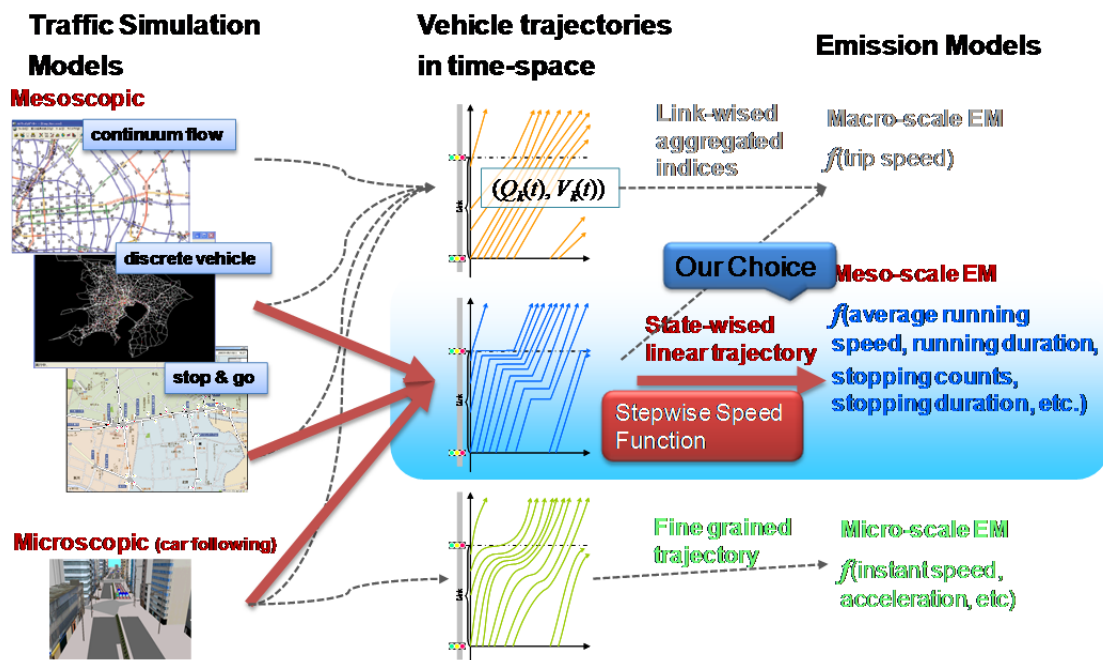 Traffic Simulation
Models
Vehicle trajectories
in time-space
Emission Models
Mesoscopic
continuum flow
discrete vehicle
stop & go
Microscopic (car following)
Link
(Qk(t), Vk(t))
Link-wised
aggregated
indices
Macro-scale EM
f(trip speed)
Our Choice
Link
State-wised
linear trajectory
Stepwise Speed
Function
Meso-scale EM
f(average running
speed, running duration,
stopping counts,
stopping duration, etc.)
Link
Fine grained
trajectory
Micro-scale EM
f(instant speed,
acceleration, etc)